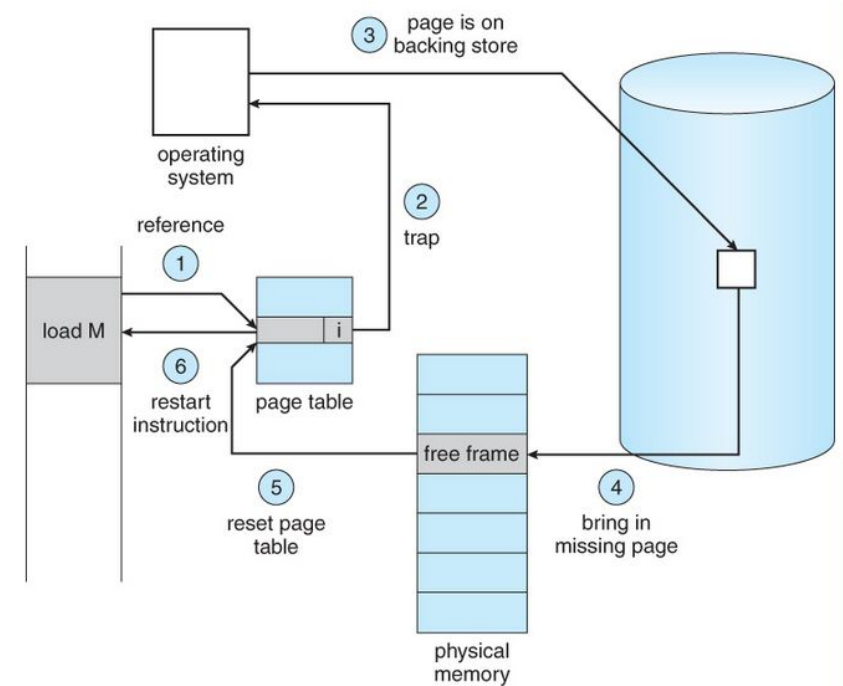 3
page is on
backing store
operating
system
reference
2
trap
1
load M
i
6
restart
instruction
page table
free frame
5
reset page
table
4
bring in
missing page
physical
memory